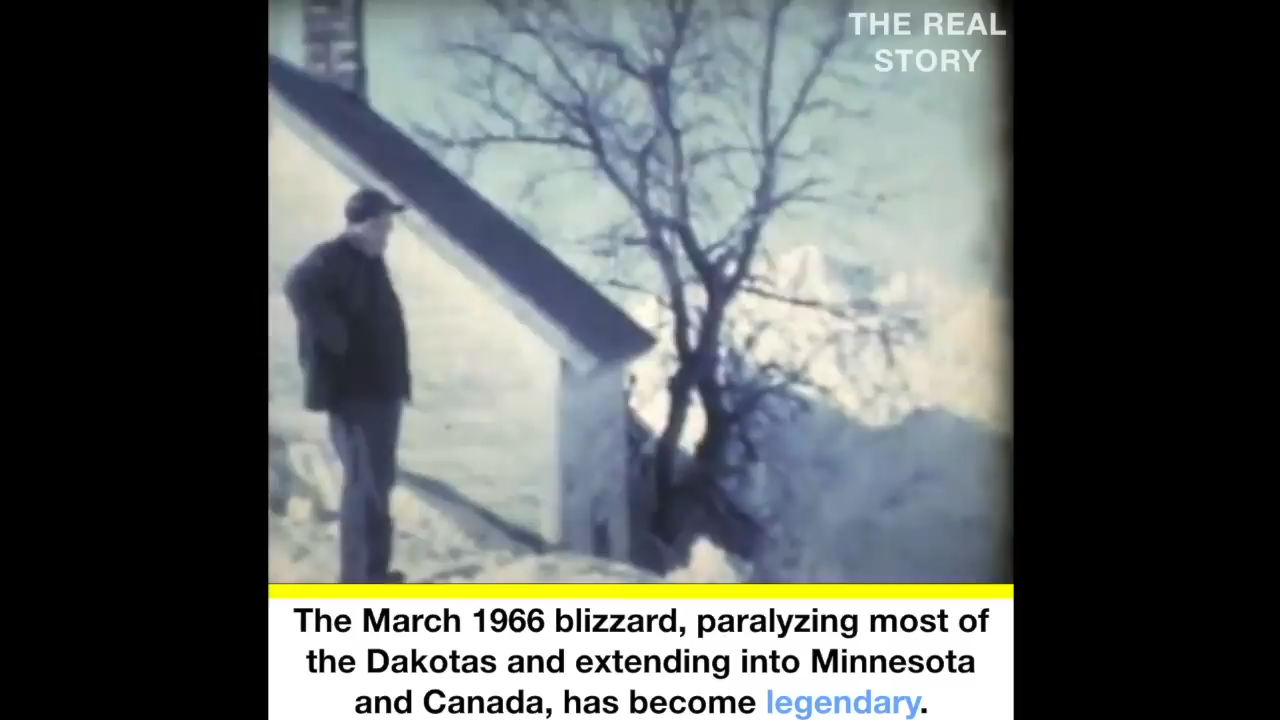 THE REAL
STORY
The March 1966 blizzard, paralyzing most of
the Dakotas and extending into Minnesota
and Canada, has become legendary.